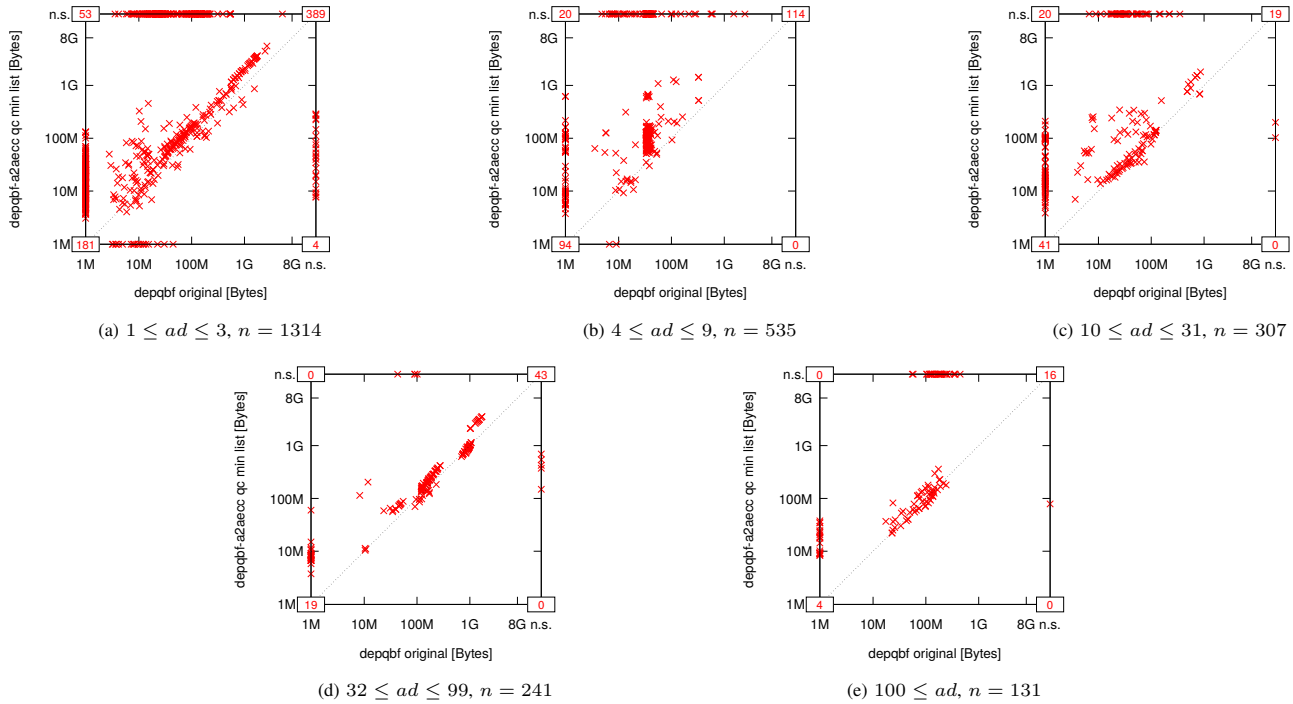 n.s.
53
389
8G
1G
100M
10M
1M
181
4
1M
10M
100M
1G
8G n.s.
depqbf-a2aecc qc min list [Bytes]
depqbf original [Bytes]
(a) 1 ≤ ad ≤ 3, n = 1314
n.s.
20
114
8G
1G
100M
10M
1M
94
0
1M
10M
100M
1G
8G n.s.
depqbf-a2aecc qc min list [Bytes]
depqbf original [Bytes]
(b) 4 ≤ ad ≤ 9, n = 535
n.s.
20
19
8G
1G
100M
10M
1M
41
0
1M
10M
100M
1G
8G n.s.
depqbf-a2aecc qc min list [Bytes]
depqbf original [Bytes]
(c) 10 ≤ ad ≤ 31, n = 307
n.s.
0
43
8G
1G
100M
10M
1M
19
0
1M
10M
100M
1G
8G n.s.
depqbf-a2aecc qc min list [Bytes]
depqbf original [Bytes]
(d) 32 ≤ ad ≤ 99, n = 241
n.s.
0
16
8G
1G
100M
10M
1M
4
0
1M
10M
100M
1G
8G n.s.
depqbf-a2aecc qc min list [Bytes]
depqbf original [Bytes]
(e) 100 ≤ ad, n = 131